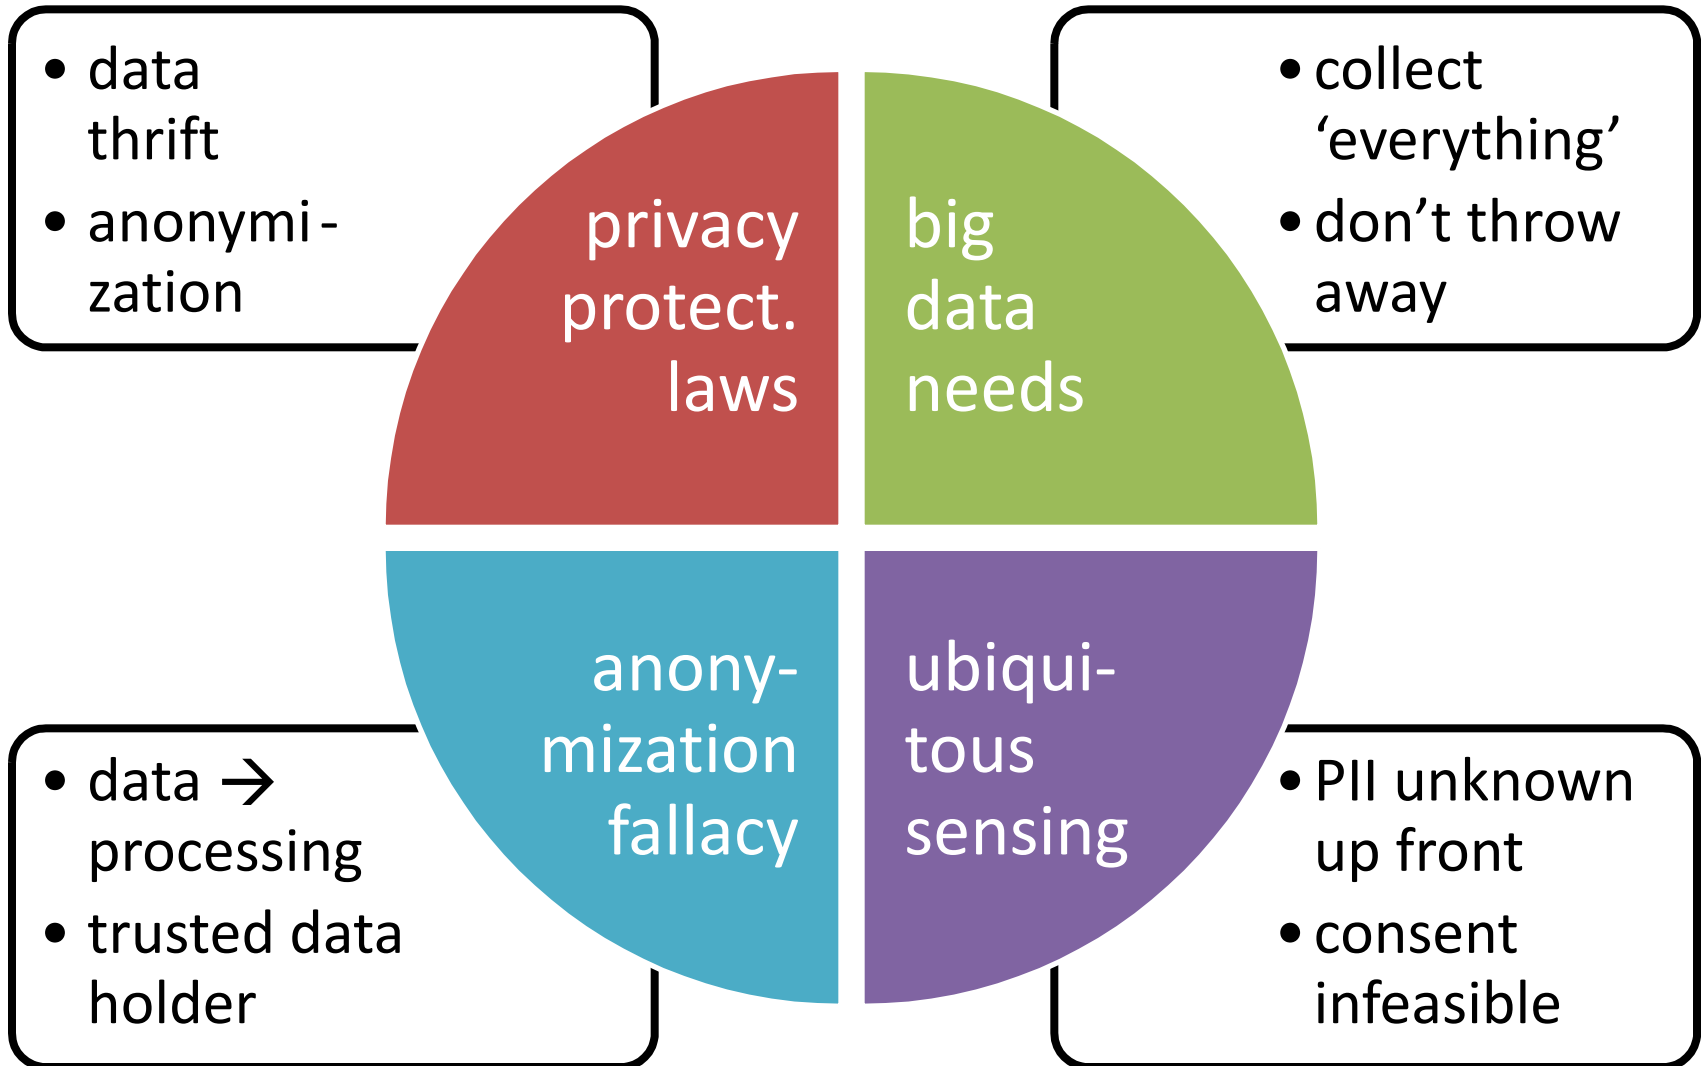 • data
thrift
• anonymi-
zation
privacy
protect.
laws
big
data
needs
• collect
‘everything’
• don’t throw
away
• data →
processing
• trusted data
holder
anony-
mization
fallacy
ubiqui-
tous
sensing
• PII unknown
up front
• consent
infeasible